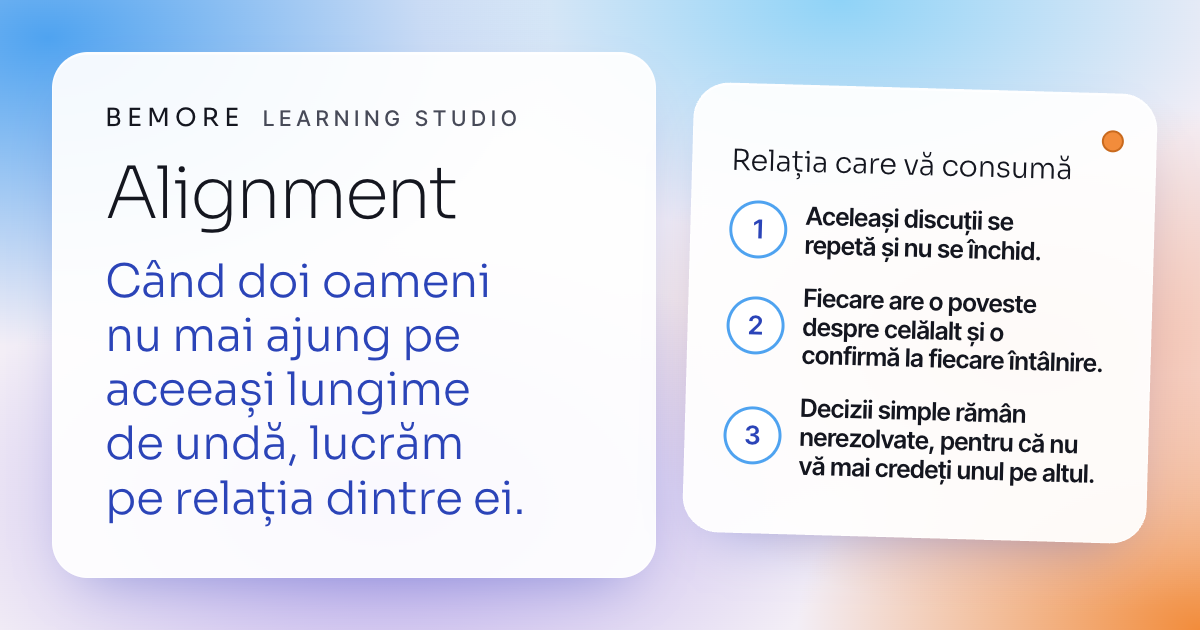 BEMORE LEARNING STUDIO
Alignment
Când doi oameni
nu mai ajung pe
aceeași lungime
de undă, lucrăm
pe relația dintre ei.
Relația care vă consumă
1
Aceleași discuții se
repetă și nu se închid.
2
Fiecare are o poveste
despre celălalt și o
confirmă la fiecare întâlnire.
3
Decizii simple rămân
nerezolvate, pentru că nu
vă mai credeți unul pe altul.